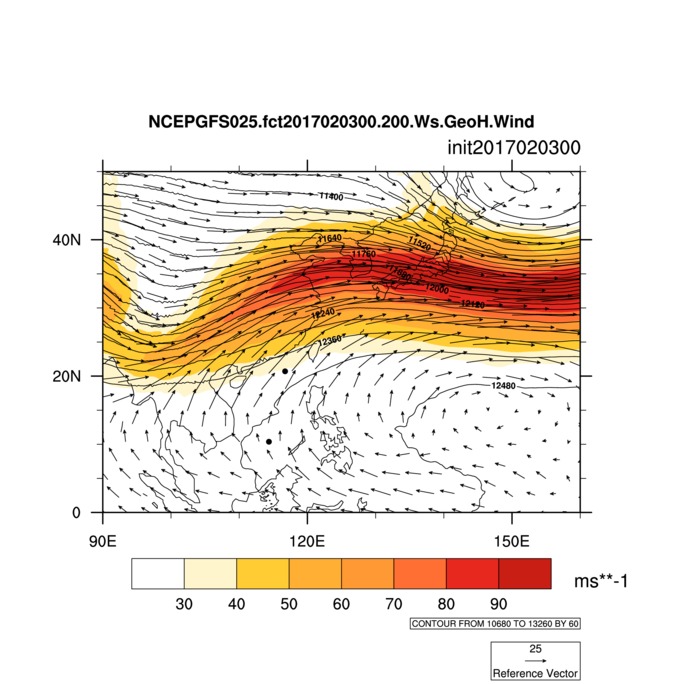 NCEPGFS025.fct2017020300.200.Ws.GeoH.Wind
init2017020300
11400
40N
11640
11520
11760
11880
12000
12120
12240
12360
20N
12480
0
90E 120E 150E
30 40 50 60 70 80 90
ms**-1
CONTOUR FROM 10680 TO 13260 BY 60
25
Reference Vector